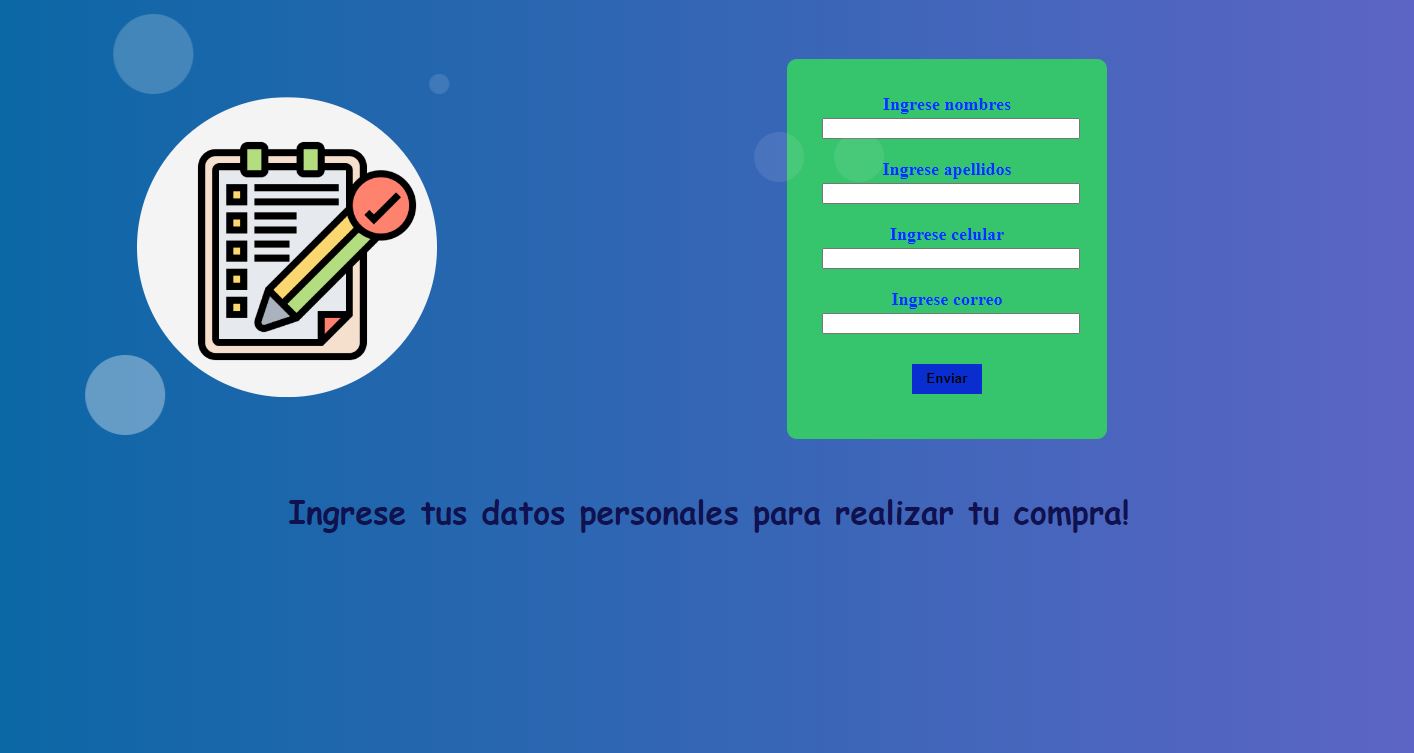 Ingrese nombres
Ingrese apellidos
Ingrese celular
Ingrese correo
Enviar
Ingrese tus datos personales para realizar tu compra!